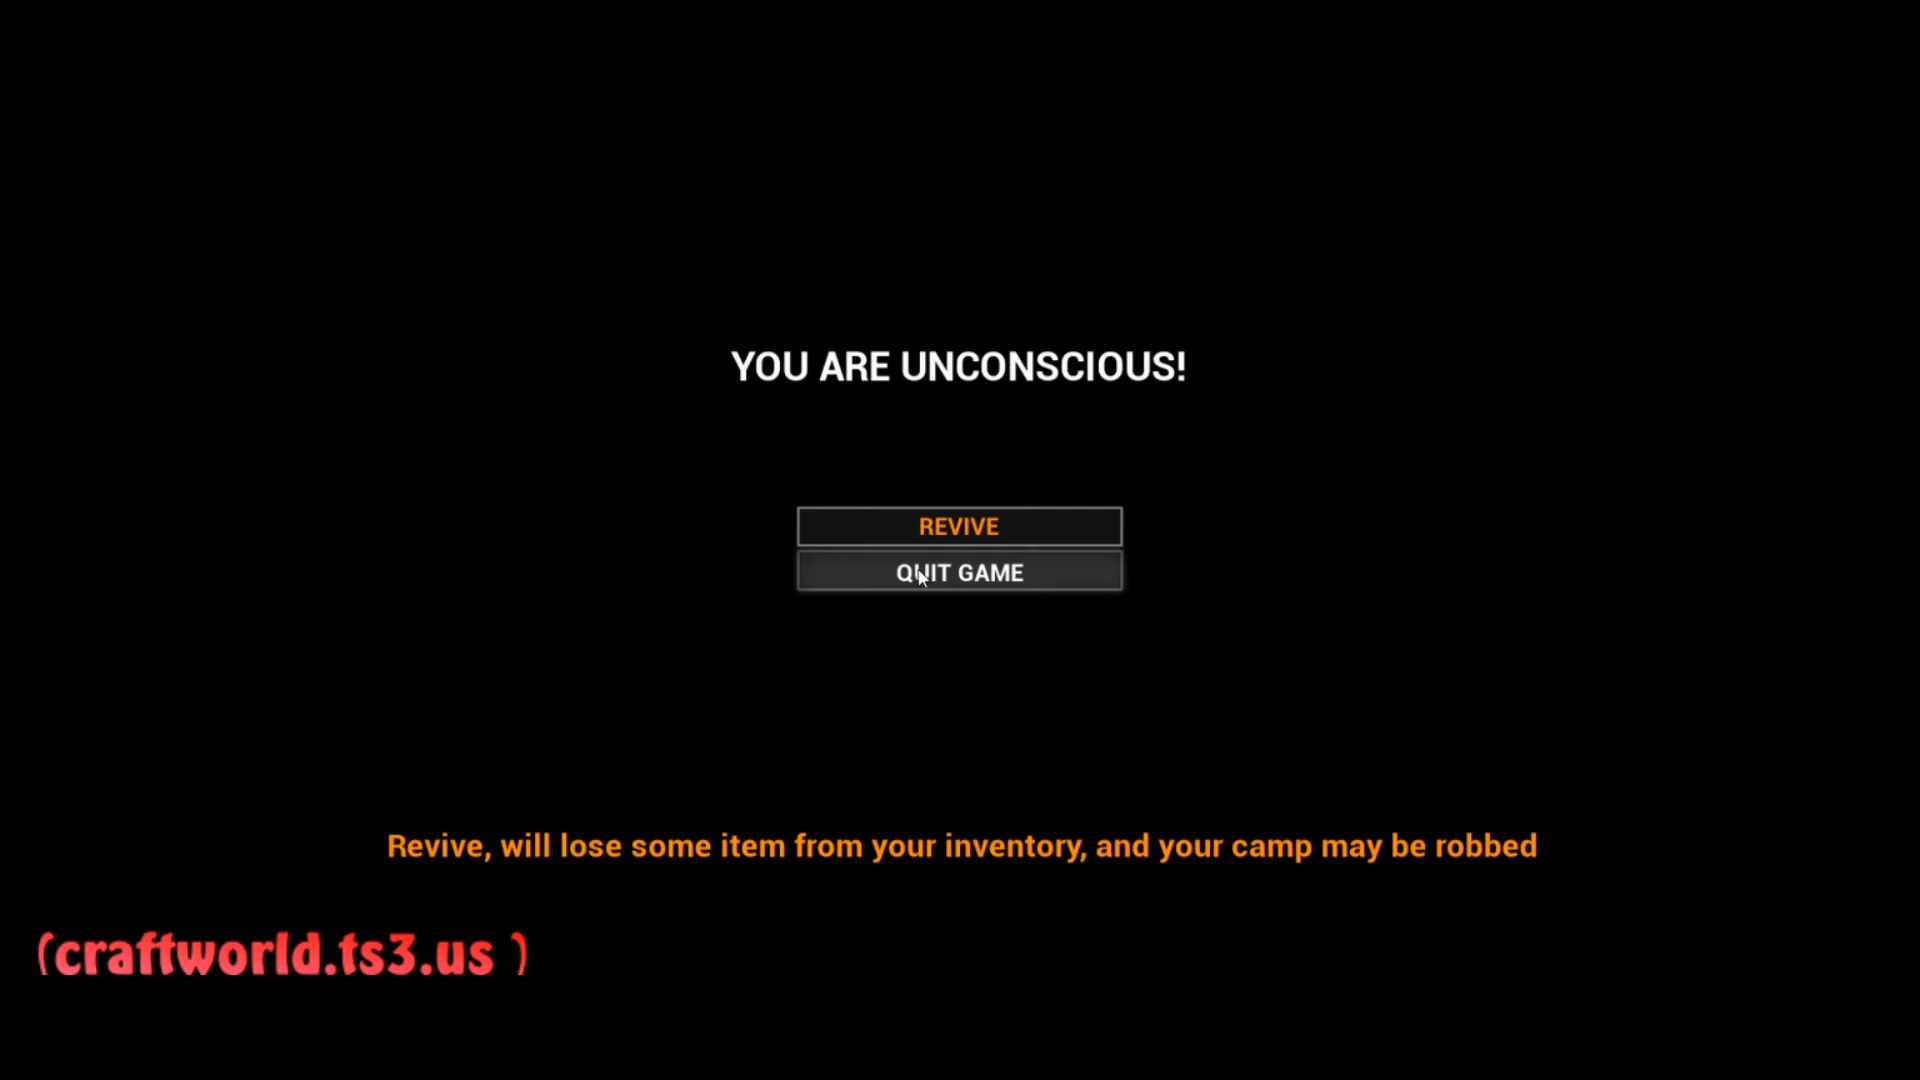 YOU ARE UNCONSCIOUS!
REVIVE
QUIT GAME
Revive, will lose some item from your inventory, and your camp may be robbed
(craftworld.ts3.us )